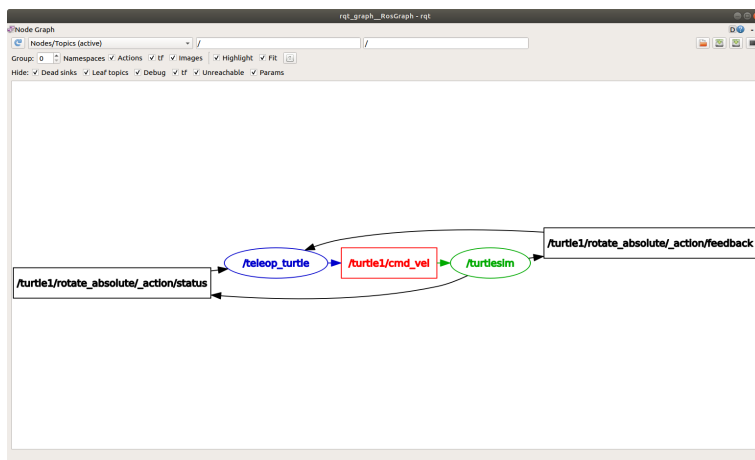 rqt_graph__RosGraph - rqt
Node Graph
D
Nodes/Topics (active) / /
Group: 0 Namespaces Actions tf Images Highlight Fit
Hide: Dead sinks Leaf topics Debug tf Unreachable Params
/turtle1/rotate_absolute/_action/feedback
/teleop_turtle /turtle1/cmd_vel /turtlesim
/turtle1/rotate_absolute/_action/status